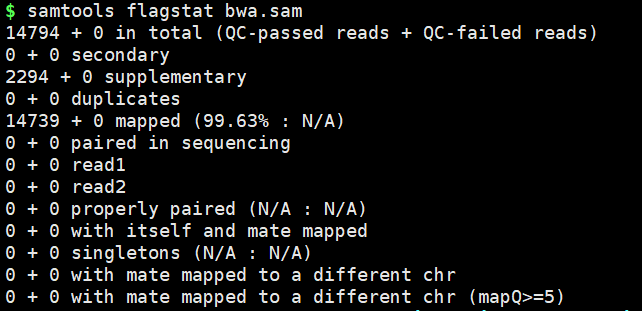 $ samtools flagstat bwa.sam
14794 + 0 in total (QC-passed reads + QC-failed reads)
0 + 0 secondary
2294 + 0 supplementary
0 + 0 duplicates
14739 + 0 mapped (99.63% : N/A)
0 + 0 paired in sequencing
0 + 0 read1
0 + 0 read2
0 + 0 properly paired (N/A : N/A)
0 + 0 with itself and mate mapped
0 + 0 singletons (N/A : N/A)
0 + 0 with mate mapped to a different chr
0 + 0 with mate mapped to a different chr (mapQ>=5)